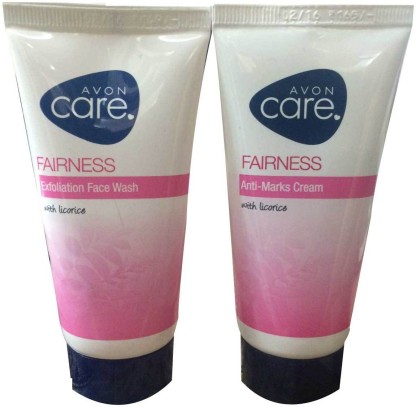 AVON
care
FAIRNESS
Exfoliation Face Wash
with licorice
AVON
care
FAIRNESS
Anti-Marks Cream
with licorice